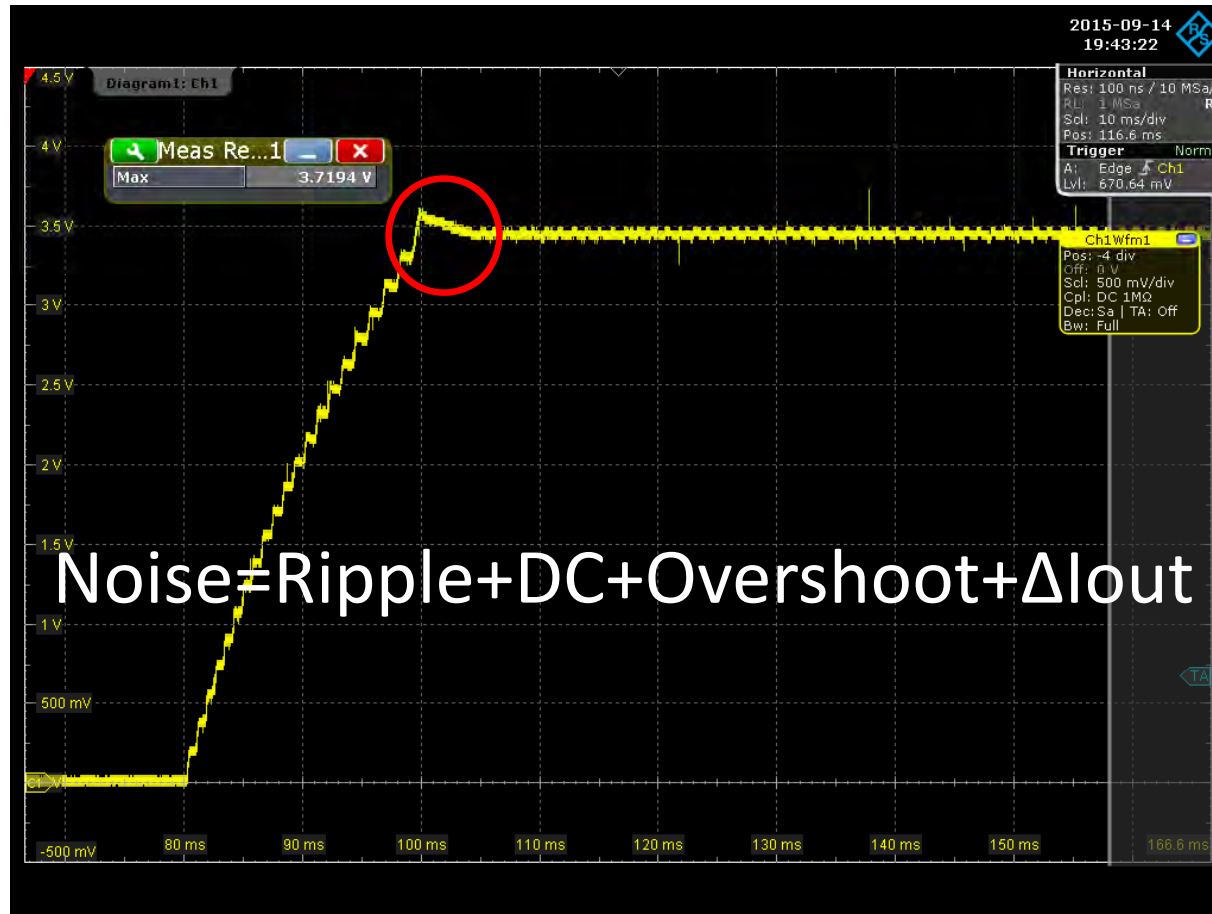 2015-09-14
19:43:22
Horizontal
Res: 100 ns / 10 MSa/
RL: 1 MSa R
Scl: 10 ms/div
Pos: 116.6 ms
Trigger Norm
A: Edge Ch1
Lvl: 670.64 mV
4.5 V
Diagram1: Ch1
4 V
Meas Re...1
Max 3.7194 V
3.5 V
Ch1Wfm1
Pos: -4 div
Off: 0 V
Scl: 500 mV/div
Cpl: DC 1MΩ
Dec: Sa | TA: Off
Bw: Full
3 V
2.5 V
2 V
1.5 V
Noise=Ripple+DC+Overshoot+ΔIout
1 V
TA
500 mV
C1 V
-500 mV
80 ms 90 ms 100 ms 110 ms 120 ms 130 ms 140 ms 150 ms 166.6 ms